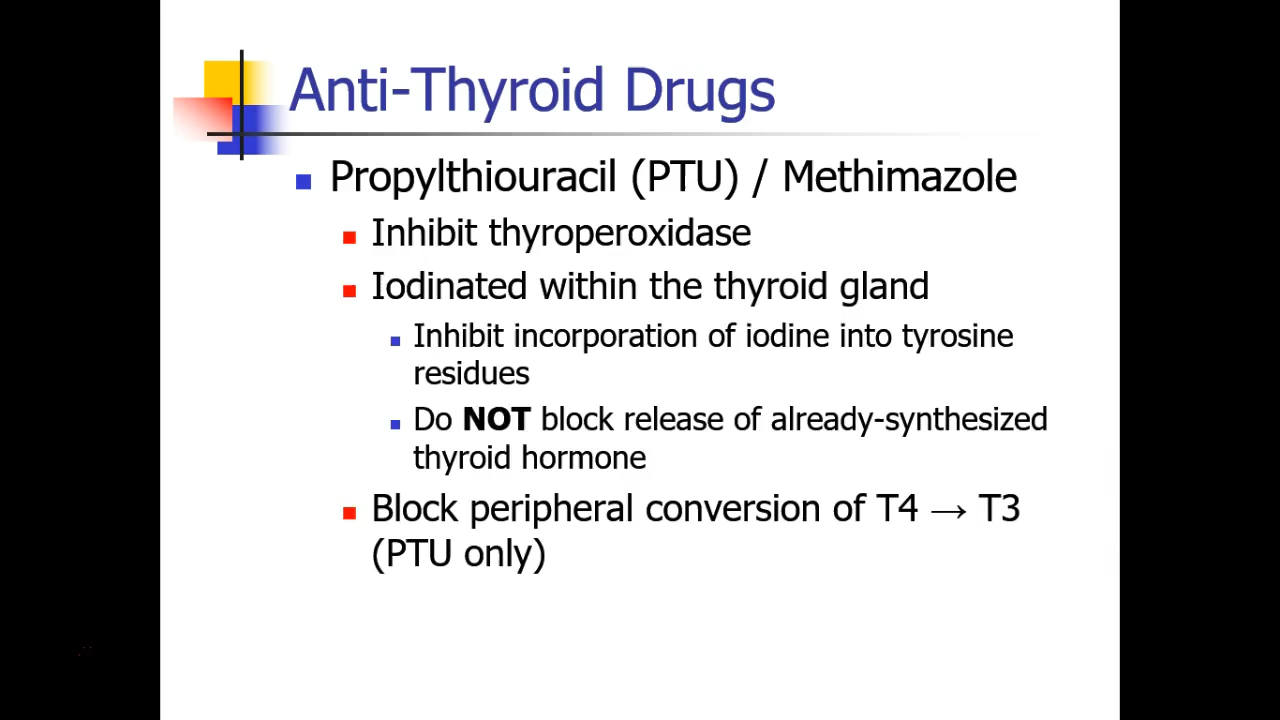 Anti-Thyroid Drugs
Propylthiouracil (PTU) / Methimazole
Inhibit thyroperoxidase
Iodinated within the thyroid gland
Inhibit incorporation of iodine into tyrosine
residues
Do NOT block release of already-synthesized
thyroid hormone
Block peripheral conversion of T4 → T3
(PTU only)